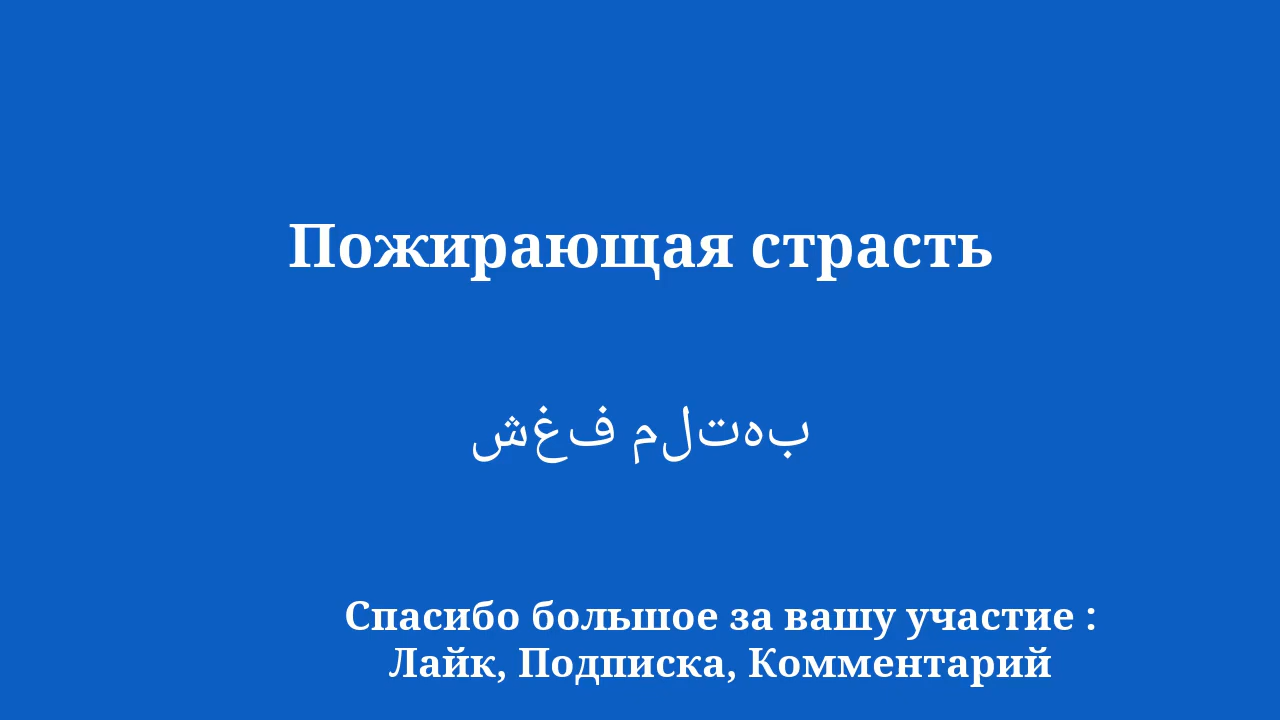 Пожирающая страсть
شغف ملتهب
Спасибо большое за вашу участие :
Лайк, Подписка, Комментарий